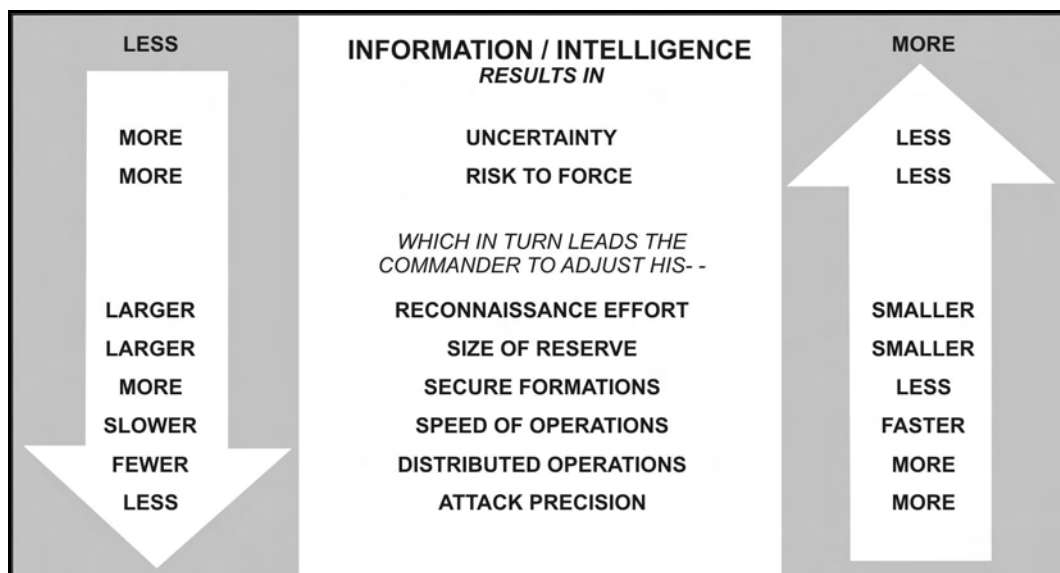 LESS INFORMATION / INTELLIGENCE MORE
RESULTS IN
MORE UNCERTAINTY LESS
MORE RISK TO FORCE LESS
WHICH IN TURN LEADS THE
COMMANDER TO ADJUST HIS- -
LARGER RECONNAISSANCE EFFORT SMALLER
LARGER SIZE OF RESERVE SMALLER
MORE SECURE FORMATIONS LESS
SLOWER SPEED OF OPERATIONS FASTER
FEWER DISTRIBUTED OPERATIONS MORE
LESS ATTACK PRECISION MORE